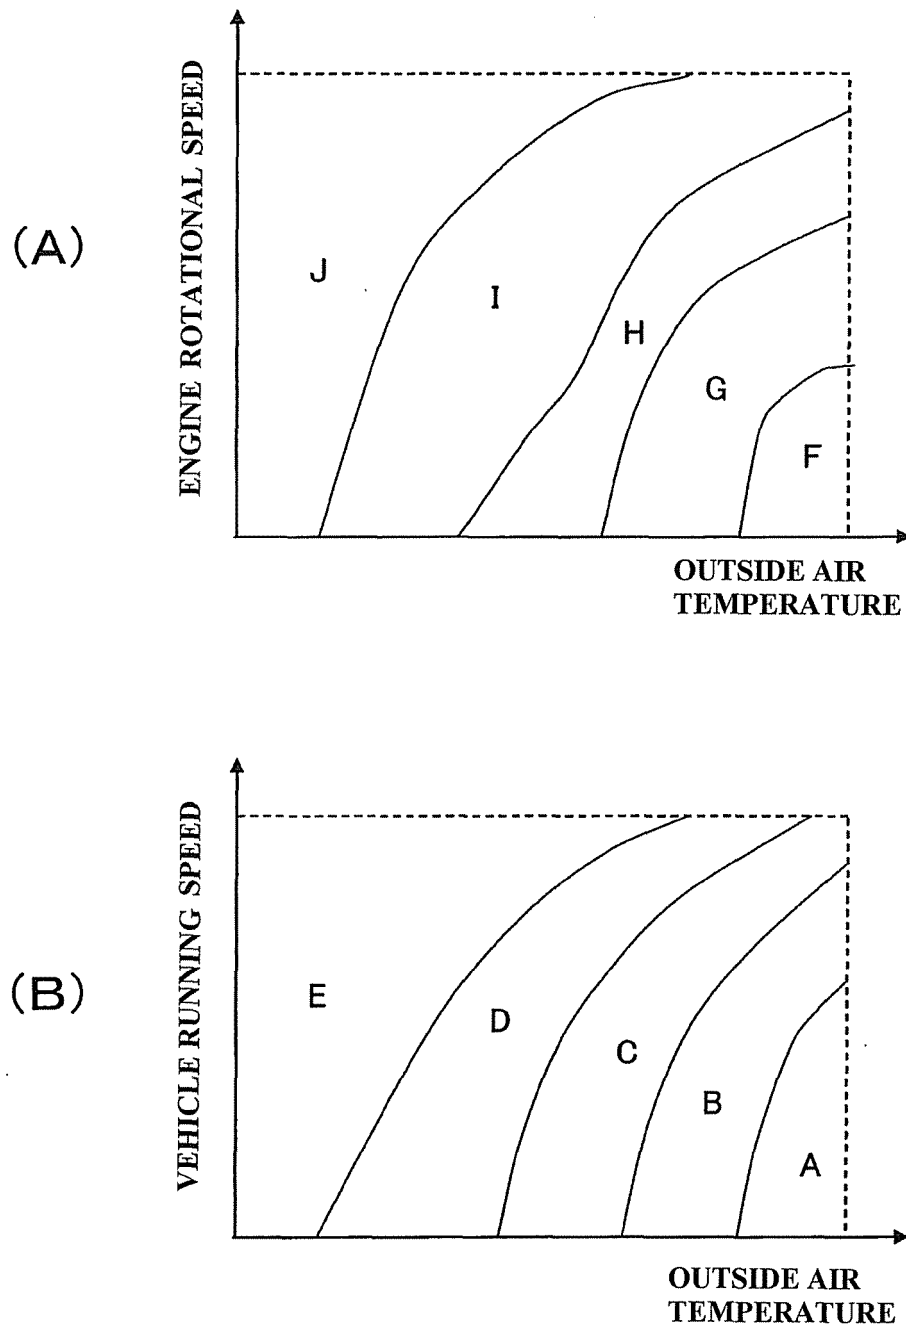 (A)
ENGINE ROTATIONAL SPEED
J
I
H
G
F
OUTSIDE AIR
TEMPERATURE
(B)
VEHICLE RUNNING SPEED
E
D
C
B
A
OUTSIDE AIR
TEMPERATURE